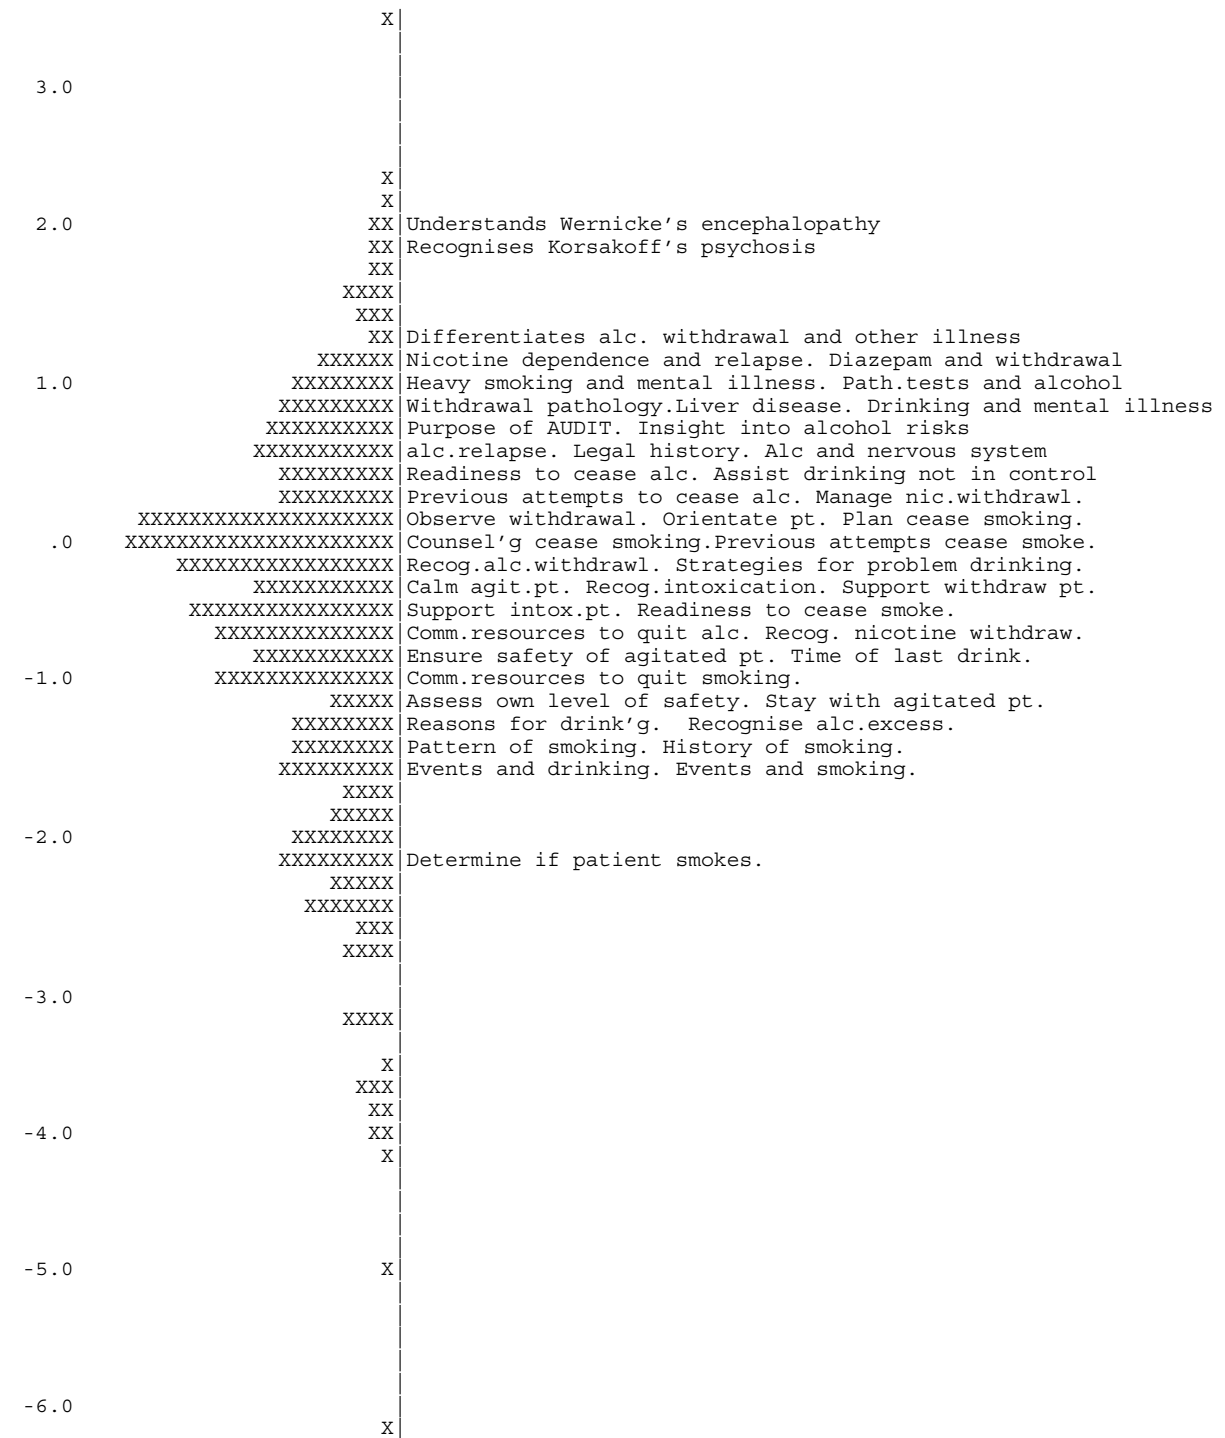 X|
3.0
X|
X|
2.0 XX|Understands Wernicke's encephalopathy
XX|Recognises Korsakoff's psychosis
XX|
XXXX|
XXX|
XX|Differentiates alc. withdrawal and other illness
XXXXXX|Nicotine dependence and relapse. Diazepam and withdrawal
1.0 XXXXXXXX|Heavy smoking and mental illness. Path.tests and alcohol
XXXXXXXXX|Withdrawal pathology.Liver disease. Drinking and mental illness
XXXXXXXXXX|Purpose of AUDIT. Insight into alcohol risks
XXXXXXXXXXX|alc.relapse. Legal history. Alc and nervous system
XXXXXXXXX|Readiness to cease alc. Assist drinking not in control
XXXXXXXXX|Previous attempts to cease alc. Manage nic.withdrawl.
XXXXXXXXXXXXXXXXXXXX|Observe withdrawal. Orientate pt. Plan cease smoking.
.0 XXXXXXXXXXXXXXXXXXXXX|Counsel'g cease smoking.Previous attempts cease smoke.
XXXXXXXXXXXXXXXXX|Recog.alc.withdrawl. Strategies for problem drinking.
XXXXXXXXXXX|Calm agit.pt. Recog.intoxication. Support withdraw pt.
XXXXXXXXXXXXXXXX|Support intox.pt. Readiness to cease smoke.
XXXXXXXXXXXXXX|Comm.resources to quit alc. Recog. nicotine withdraw.
XXXXXXXXXXX|Ensure safety of agitated pt. Time of last drink.
-1.0 XXXXXXXXXXXXXX|Comm.resources to quit smoking.
XXXXX|Assess own level of safety. Stay with agitated pt.
XXXXXXXX|Reasons for drink'g. Recognise alc.excess.
XXXXXXXX|Pattern of smoking. History of smoking.
XXXXXXXXX|Events and drinking. Events and smoking.
XXXX|
XXXXX|
-2.0 XXXXXXXX|
XXXXXXXXX|Determine if patient smokes.
XXXXX|
XXXXXXX|
XXX|
XXXX|
-3.0
XXXX|
X|
XXX|
XX|
-4.0 XX|
X|
-5.0 X|
-6.0
X|